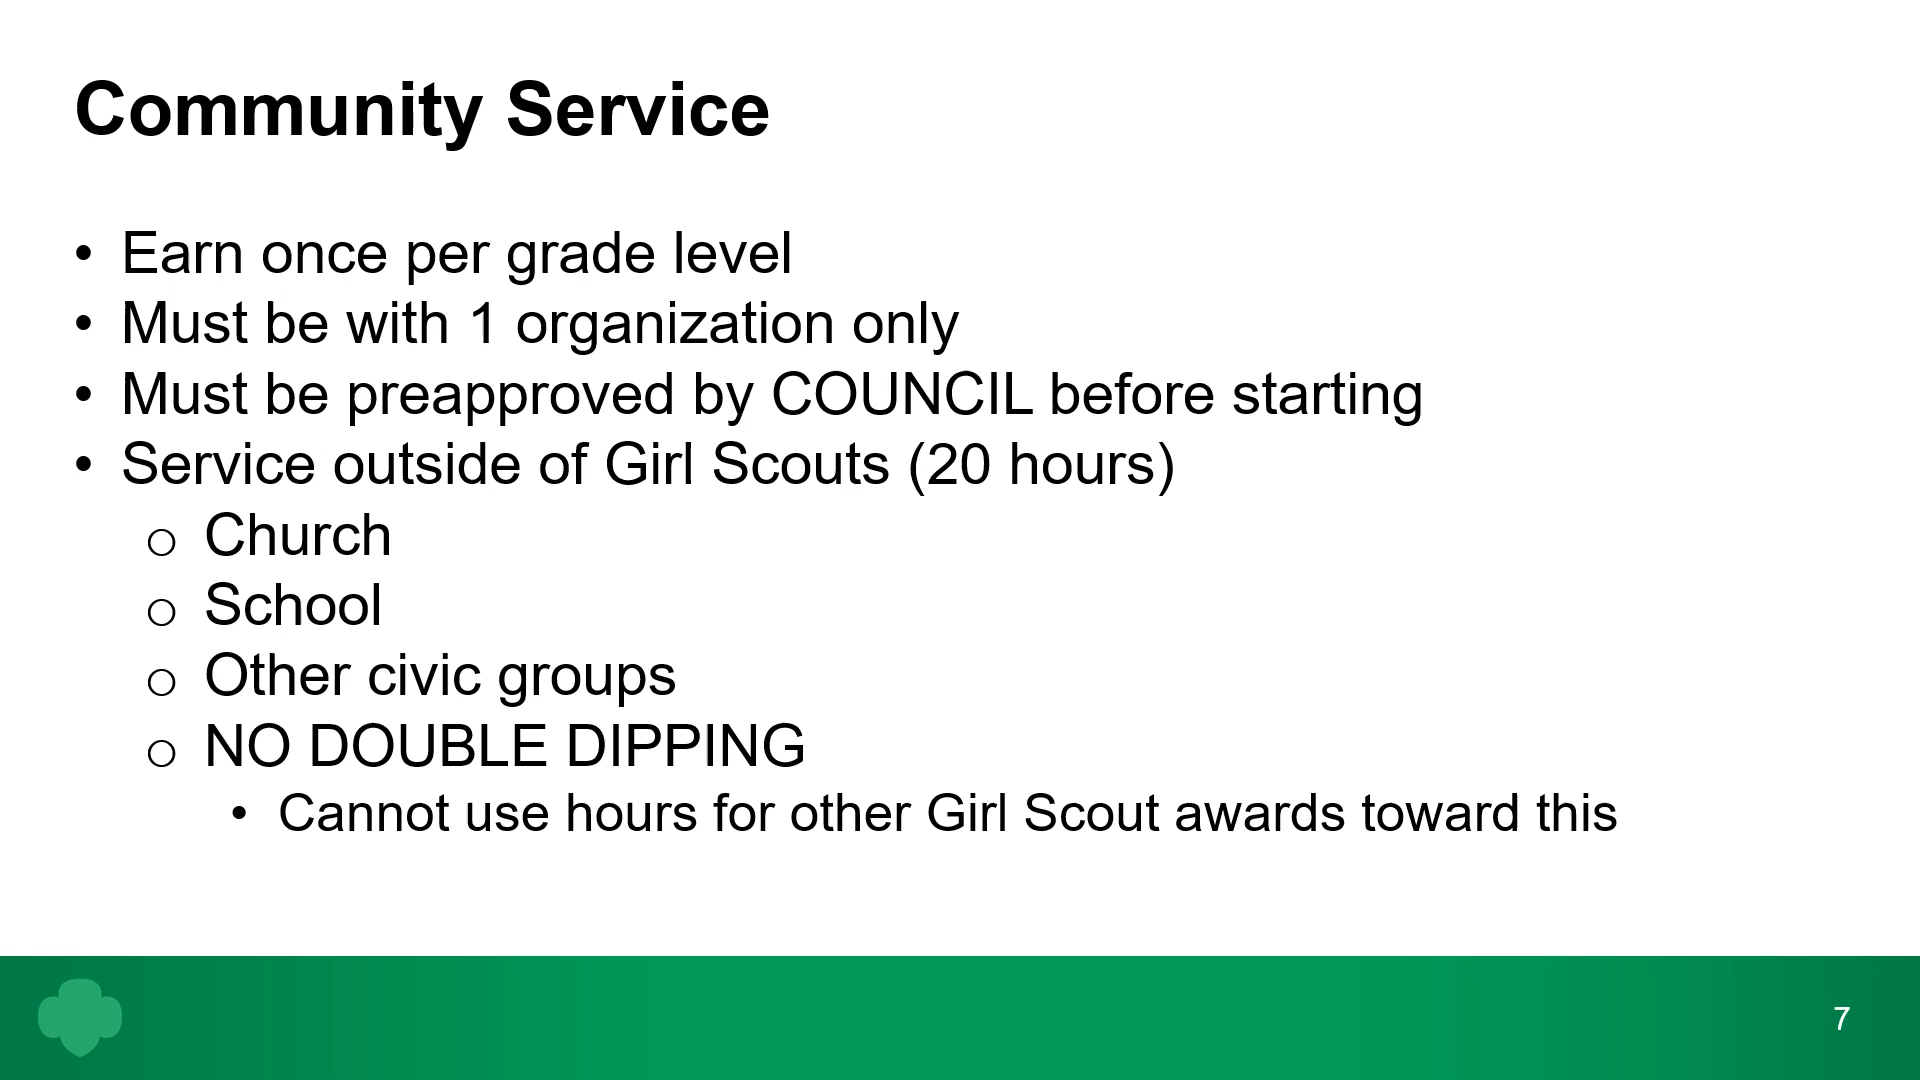 Community Service
• Earn once per grade level
• Must be with 1 organization only
• Must be preapproved by COUNCIL before starting
• Service outside of Girl Scouts (20 hours)
o Church
o School
o Other civic groups
o NO DOUBLE DIPPING
• Cannot use hours for other Girl Scout awards toward this
7